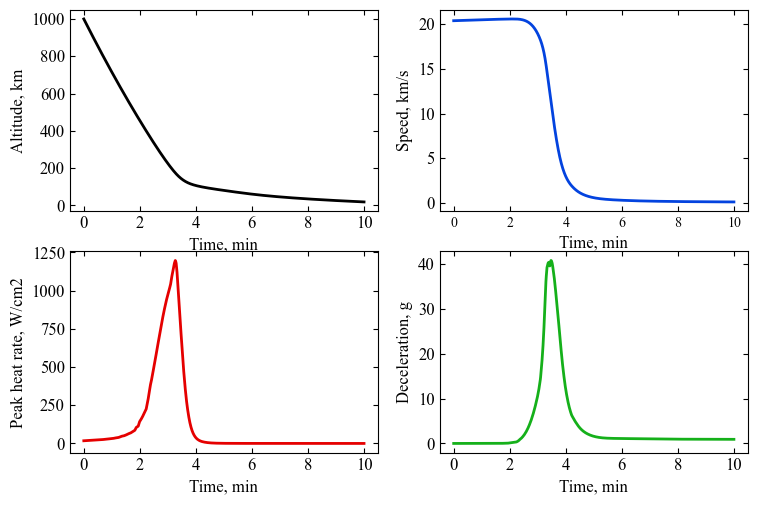 Altitude, km
1000
800
600
400
200
0
0 2 4 6 8 10
Time, min
Speed, km/s
20
15
10
5
0
0 2 4 6 8 10
Time, min
Peak heat rate, W/cm2
1250
1000
750
500
250
0
0 2 4 6 8 10
Time, min
Deceleration, g
40
30
20
10
0
0 2 4 6 8 10
Time, min